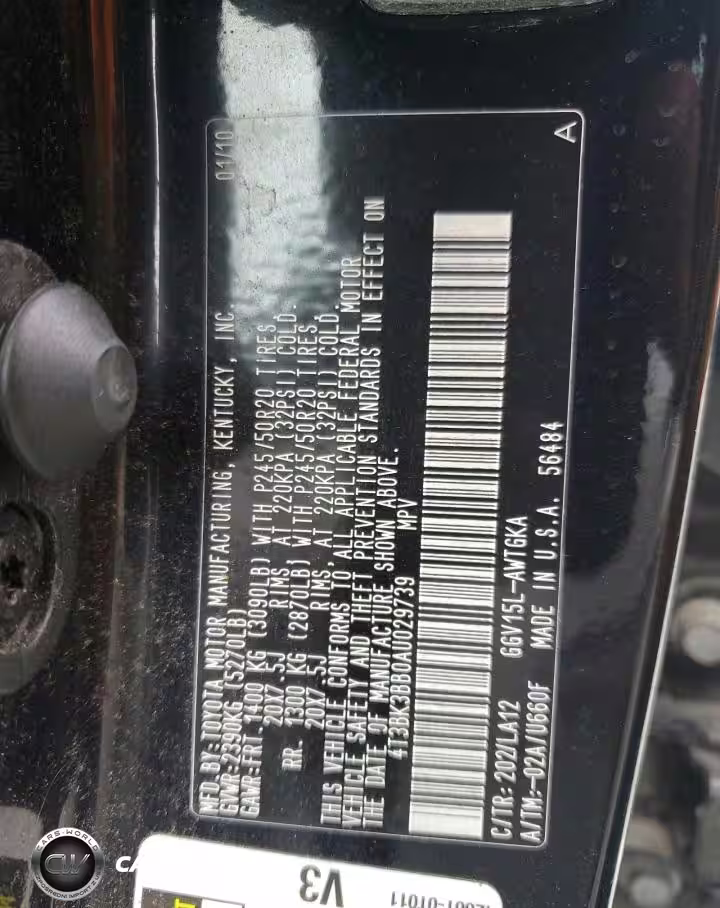 MFD.BY:TOYOTA MOTOR MANUFACTURING, KENTUCKY, INC. 01/10
GVWR:2390KG (5270LB)
GAWR:FRT.1400 KG (3090LB) WITH P245/50R20 TIRES,
20X7.5J RIMS, AT 220KPA (32PSI) COLD.
RR. 1300 KG (2870LB) WITH P245/50R20 TIRES,
20X7.5J RIMS, AT 220KPA (32PSI) COLD.
THIS VEHICLE CONFORMS TO ALL APPLICABLE FEDERAL MOTOR
VEHICLE SAFETY AND THEFT PREVENTION STANDARDS IN EFFECT ON
THE DATE OF MANUFACTURE SHOWN ABOVE.
4T3BK3BB0AU029739 MPV
C/TR:202/LA12 GGV15L-AWTGKA
A/TM:-02A/U660F MADE IN U.S.A. 56484
A
V3
CARS-WORLD
CW
CA